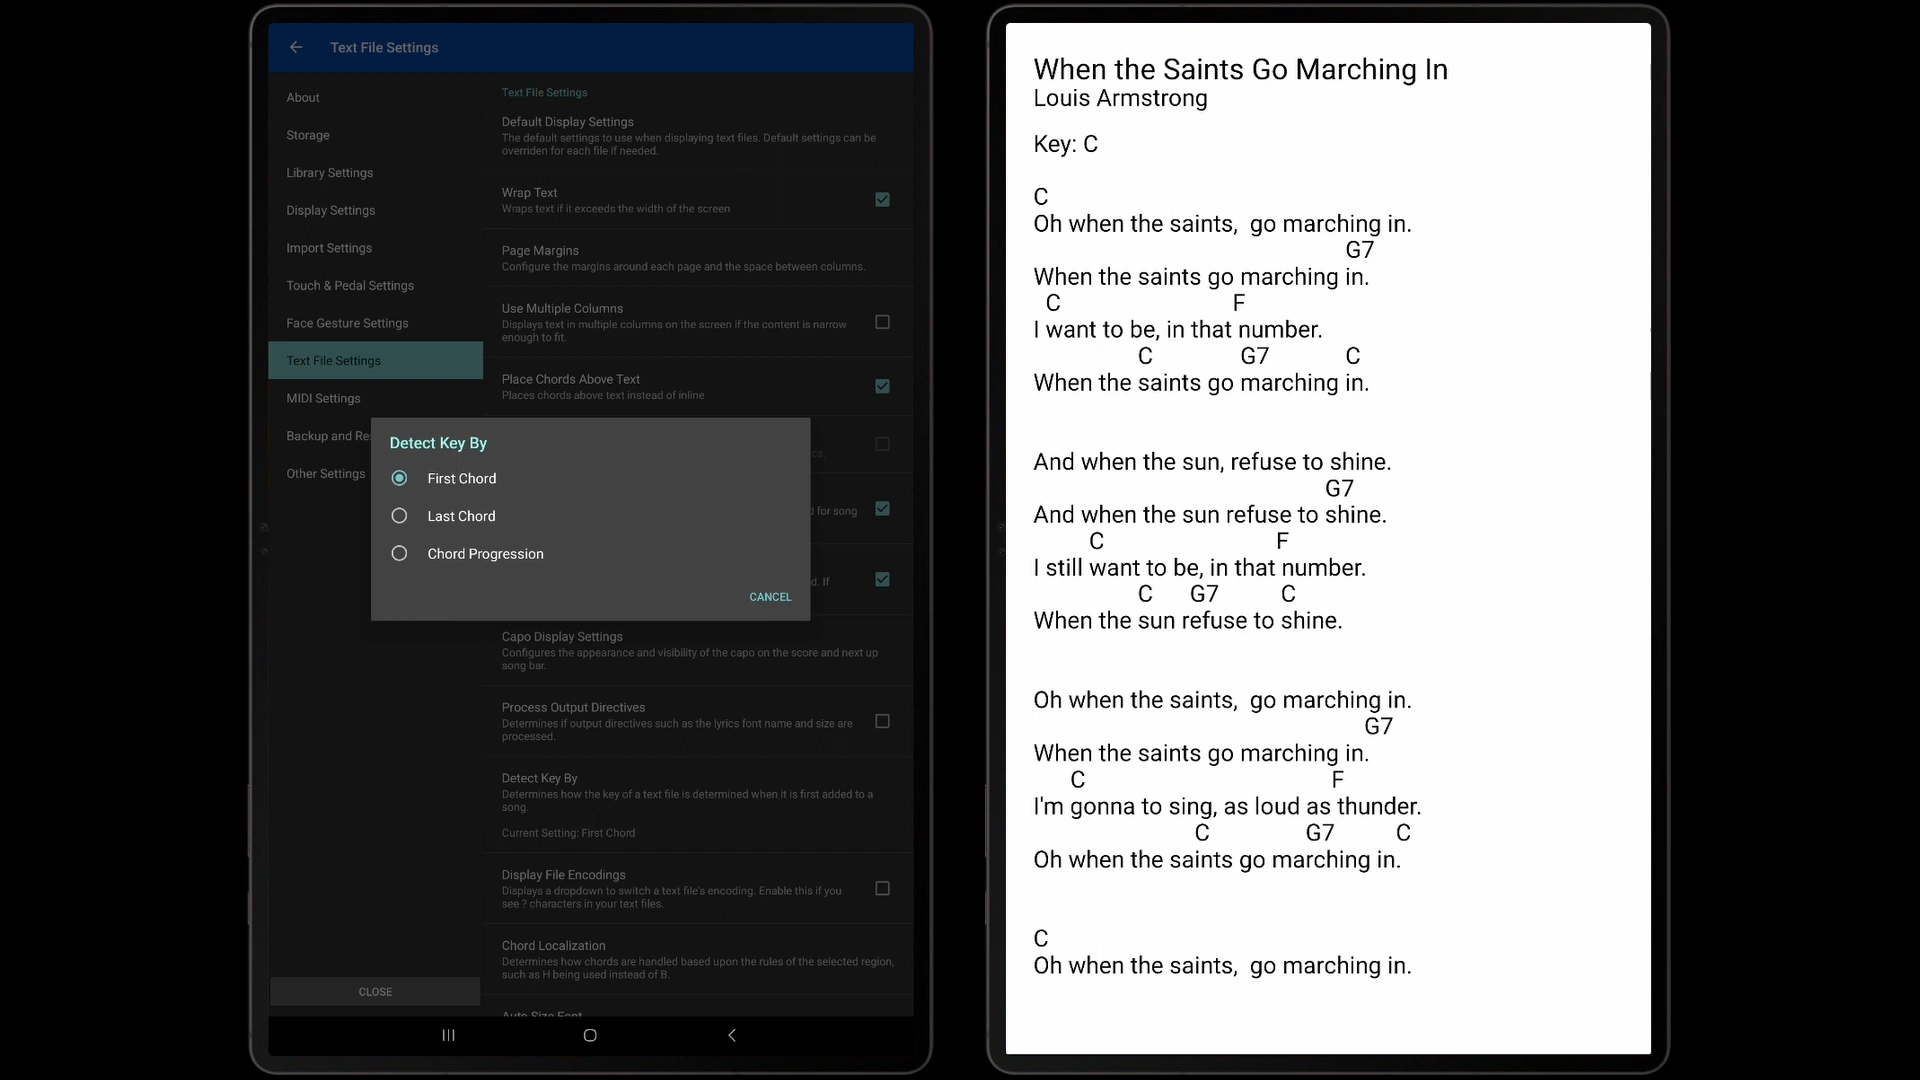 Text File Settings
About
Storage
Library Settings
Display Settings
Import Settings
Touch & Pedal Settings
Face Gesture Settings
Text File Settings
MIDI Settings
Backup and Re
Other Settings
CLOSE
Text File Settings
Default Display Settings
The default settings to use when displaying text files. Default settings can be
overriden for each file if needed.
Wrap Text
Wraps text if it exceeds the width of the screen
Page Margins
Configure the margins around each page and the space between columns.
Use Multiple Columns
Displays text in multiple columns on the screen if the content is narrow
enough to fit.
Place Chords Above Text
Places chords above text instead of inline
cs.
for song
d. If
Detect Key By
First Chord
Last Chord
Chord Progression
CANCEL
Capo Display Settings
Configures the appearance and visibility of the capo on the score and next up
song bar.
Process Output Directives
Determines if output directives such as the lyrics font name and size are
processed.
Detect Key By
Determines how the key of a text file is determined when it is first added to a
song.
Current Setting: First Chord
Display File Encodings
Displays a dropdown to switch a text file's encoding. Enable this if you
see ? characters in your text files.
Chord Localization
Determines how chords are handled based upon the rules of the selected region,
such as H being used instead of B.
Auto Size Font
When the Saints Go Marching In
Louis Armstrong
Key: C
C
Oh when the saints,  go marching in.
G7
When the saints go marching in.
C F
I want to be, in that number.
C G7 C
When the saints go marching in.
And when the sun, refuse to shine.
G7
And when the sun refuse to shine.
C F
I still want to be, in that number.
C G7 C
When the sun refuse to shine.
Oh when the saints,  go marching in.
G7
When the saints go marching in.
C F
I'm gonna to sing, as loud as thunder.
C G7 C
Oh when the saints go marching in.
C
Oh when the saints,  go marching in.